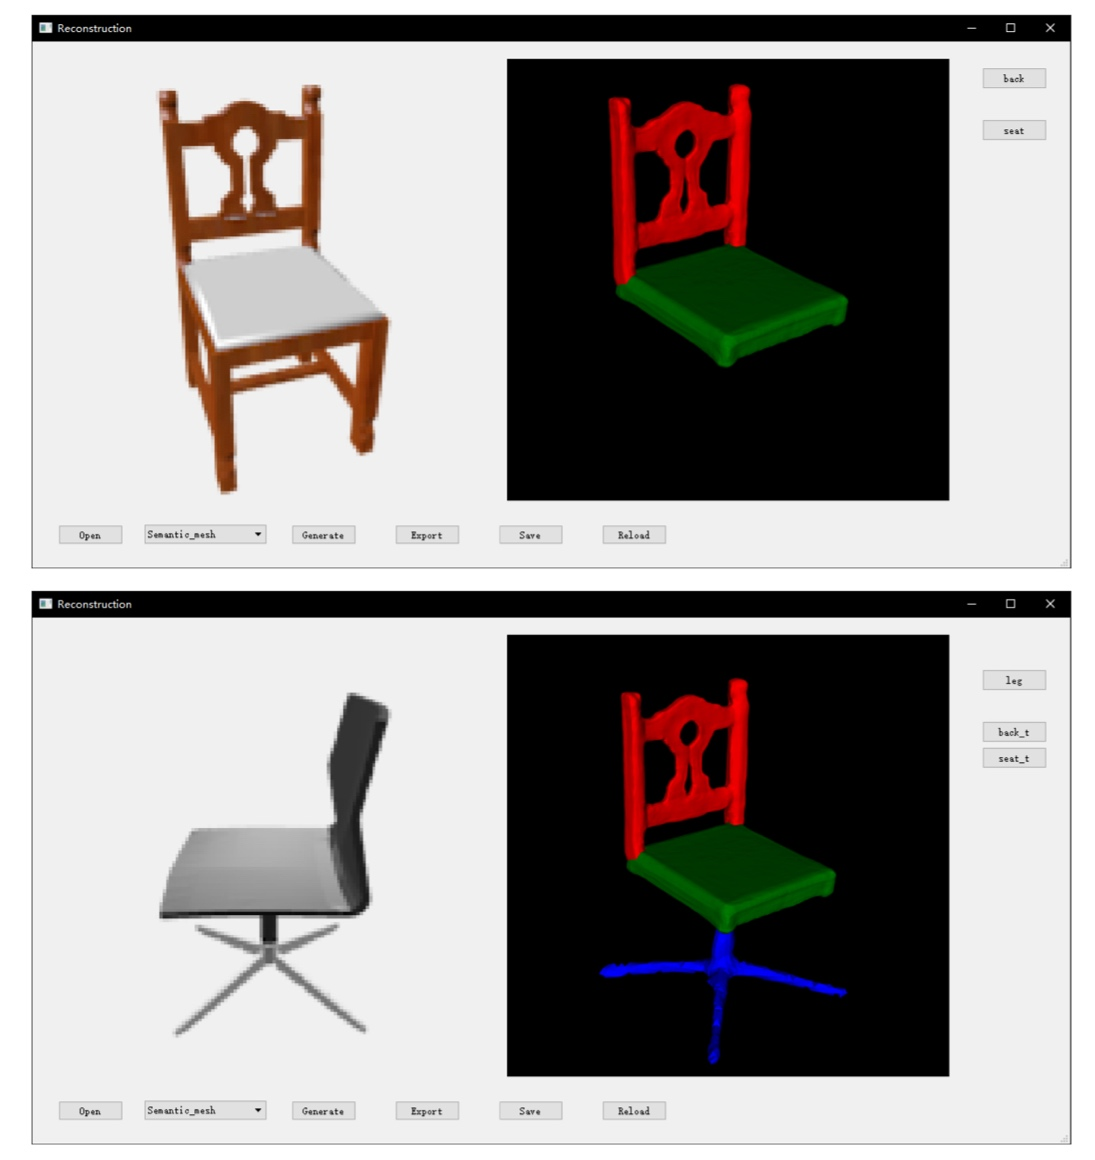 Reconstruction
back
seat
Open Semantic_mesh Generate Export Save Reload
Reconstruction
leg
back_t
seat_t
Open Semantic_mesh Generate Export Save Reload